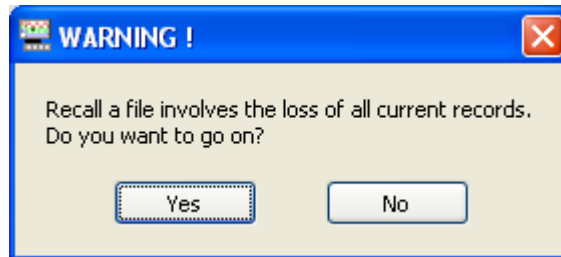 WARNING !
Recall a file involves the loss of all current records.
Do you want to go on?
Yes
No